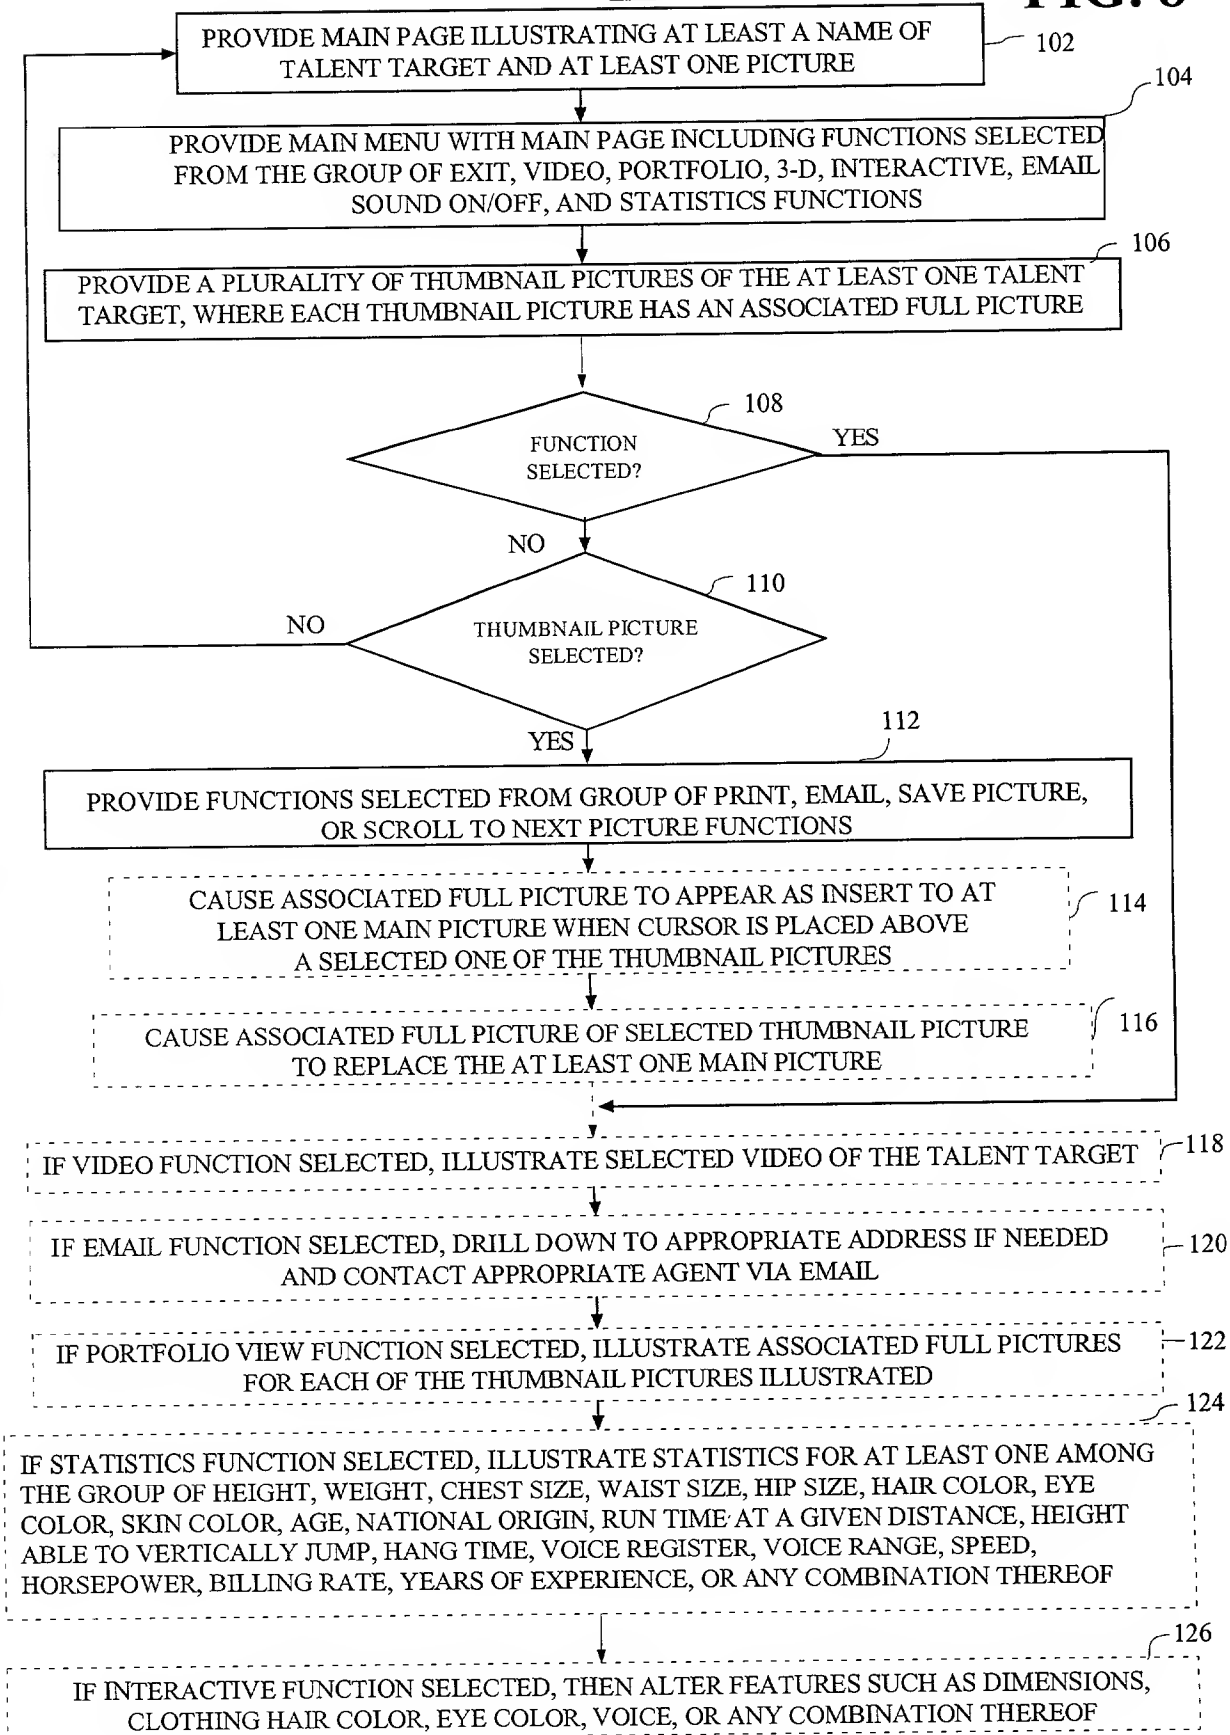 PROVIDE MAIN PAGE ILLUSTRATING AT LEAST A NAME OF
TALENT TARGET AND AT LEAST ONE PICTURE
102
104
PROVIDE MAIN MENU WITH MAIN PAGE INCLUDING FUNCTIONS SELECTED
FROM THE GROUP OF EXIT, VIDEO, PORTFOLIO, 3-D, INTERACTIVE, EMAIL
SOUND ON/OFF, AND STATISTICS FUNCTIONS
106
PROVIDE A PLURALITY OF THUMBNAIL PICTURES OF THE AT LEAST ONE TALENT
TARGET, WHERE EACH THUMBNAIL PICTURE HAS AN ASSOCIATED FULL PICTURE
108
YES
FUNCTION
SELECTED?
NO
110
NO
THUMBNAIL PICTURE
SELECTED?
YES
112
PROVIDE FUNCTIONS SELECTED FROM GROUP OF PRINT, EMAIL, SAVE PICTURE,
OR SCROLL TO NEXT PICTURE FUNCTIONS
CAUSE ASSOCIATED FULL PICTURE TO APPEAR AS INSERT TO AT
LEAST ONE MAIN PICTURE WHEN CURSOR IS PLACED ABOVE
A SELECTED ONE OF THE THUMBNAIL PICTURES
114
CAUSE ASSOCIATED FULL PICTURE OF SELECTED THUMBNAIL PICTURE
TO REPLACE THE AT LEAST ONE MAIN PICTURE
116
IF VIDEO FUNCTION SELECTED, ILLUSTRATE SELECTED VIDEO OF THE TALENT TARGET
118
IF EMAIL FUNCTION SELECTED, DRILL DOWN TO APPROPRIATE ADDRESS IF NEEDED
AND CONTACT APPROPRIATE AGENT VIA EMAIL
120
IF PORTFOLIO VIEW FUNCTION SELECTED, ILLUSTRATE ASSOCIATED FULL PICTURES
FOR EACH OF THE THUMBNAIL PICTURES ILLUSTRATED
122
124
IF STATISTICS FUNCTION SELECTED, ILLUSTRATE STATISTICS FOR AT LEAST ONE AMONG
THE GROUP OF HEIGHT, WEIGHT, CHEST SIZE, WAIST SIZE, HIP SIZE, HAIR COLOR, EYE
COLOR, SKIN COLOR, AGE, NATIONAL ORIGIN, RUN TIME AT A GIVEN DISTANCE, HEIGHT
ABLE TO VERTICALLY JUMP, HANG TIME, VOICE REGISTER, VOICE RANGE, SPEED,
HORSEPOWER, BILLING RATE, YEARS OF EXPERIENCE, OR ANY COMBINATION THEREOF
126
IF INTERACTIVE FUNCTION SELECTED, THEN ALTER FEATURES SUCH AS DIMENSIONS,
CLOTHING HAIR COLOR, EYE COLOR, VOICE, OR ANY COMBINATION THEREOF